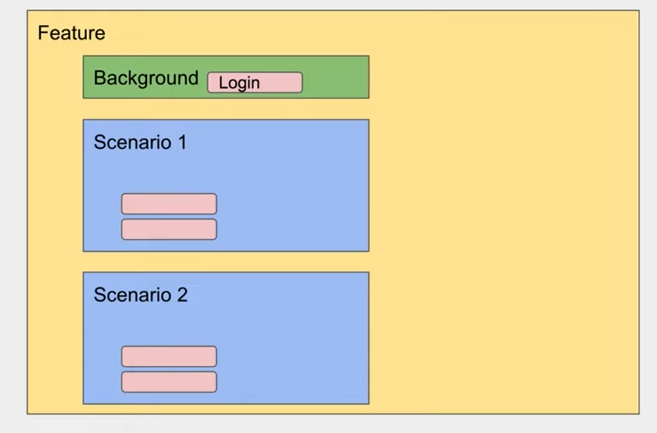 Feature
Background Login
Scenario 1
Scenario 2